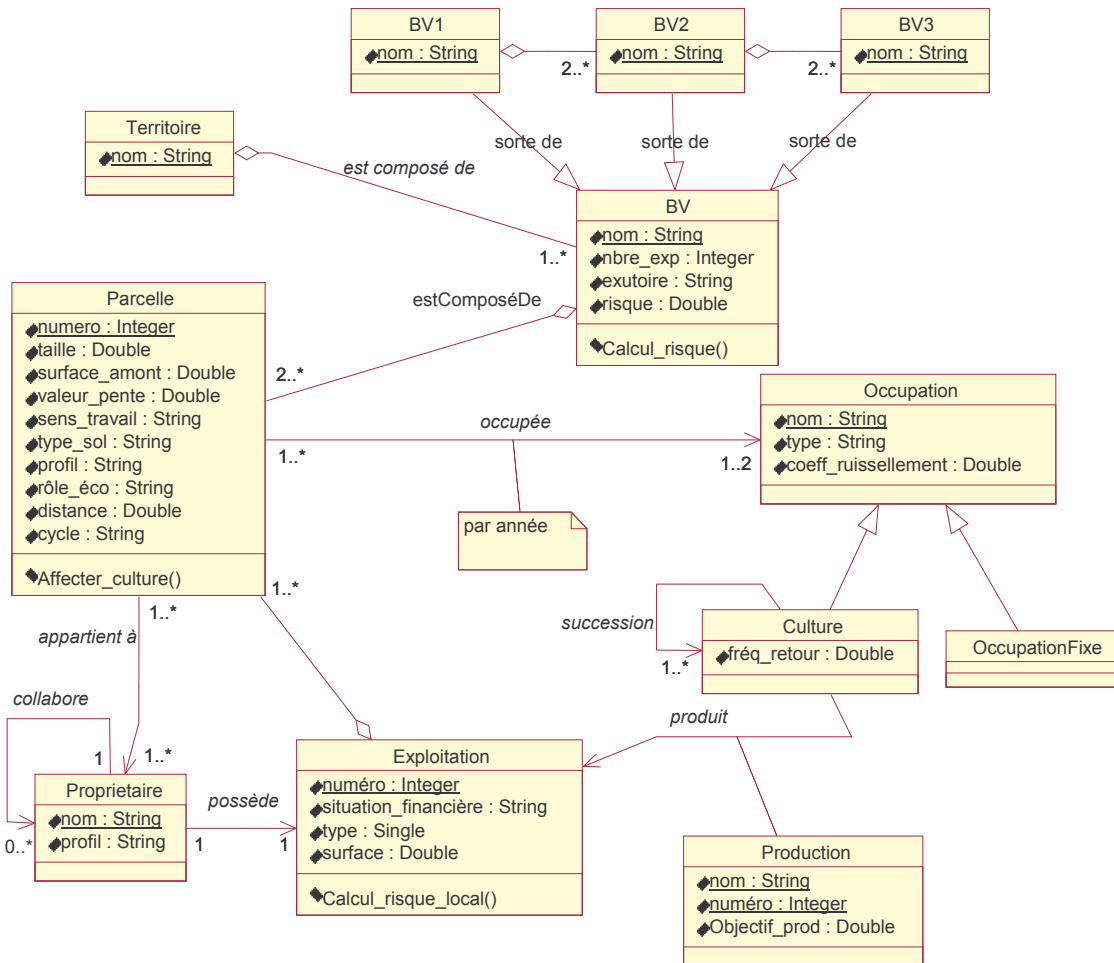 BV1
nom : String
BV2
nom : String
BV3
nom : String
2..*
2..*
sorte de
sorte de
sorte de
Territoire
nom : String
est composé de
1..*
BV
nom : String
nbre_exp : Integer
exutoire : String
risque : Double
Calcul_risque()
estComposéDe
2..*
Parcelle
numero : Integer
taille : Double
surface_amont : Double
valeur_pente : Double
sens_travail : String
type_sol : String
profil : String
rôle_éco : String
distance : Double
cycle : String
Affecter_culture()
occupée
1..*
1..2
par année
Occupation
nom : String
type : String
coeff_ruissellement : Double
1..*
1..*
appartient à
succession
1..*
Culture
fréq_retour : Double
OccupationFixe
collabore
1
1..*
0..*
produit
Proprietaire
nom : String
profil : String
possède
1
1
Exploitation
numéro : Integer
situation_financière : String
type : Single
surface : Double
Calcul_risque_local()
Production
nom : String
numéro : Integer
Objectif_prod : Double